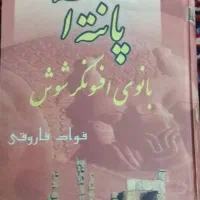 پانته آ
بانوی افسونگر شوش
فواد فاروقی